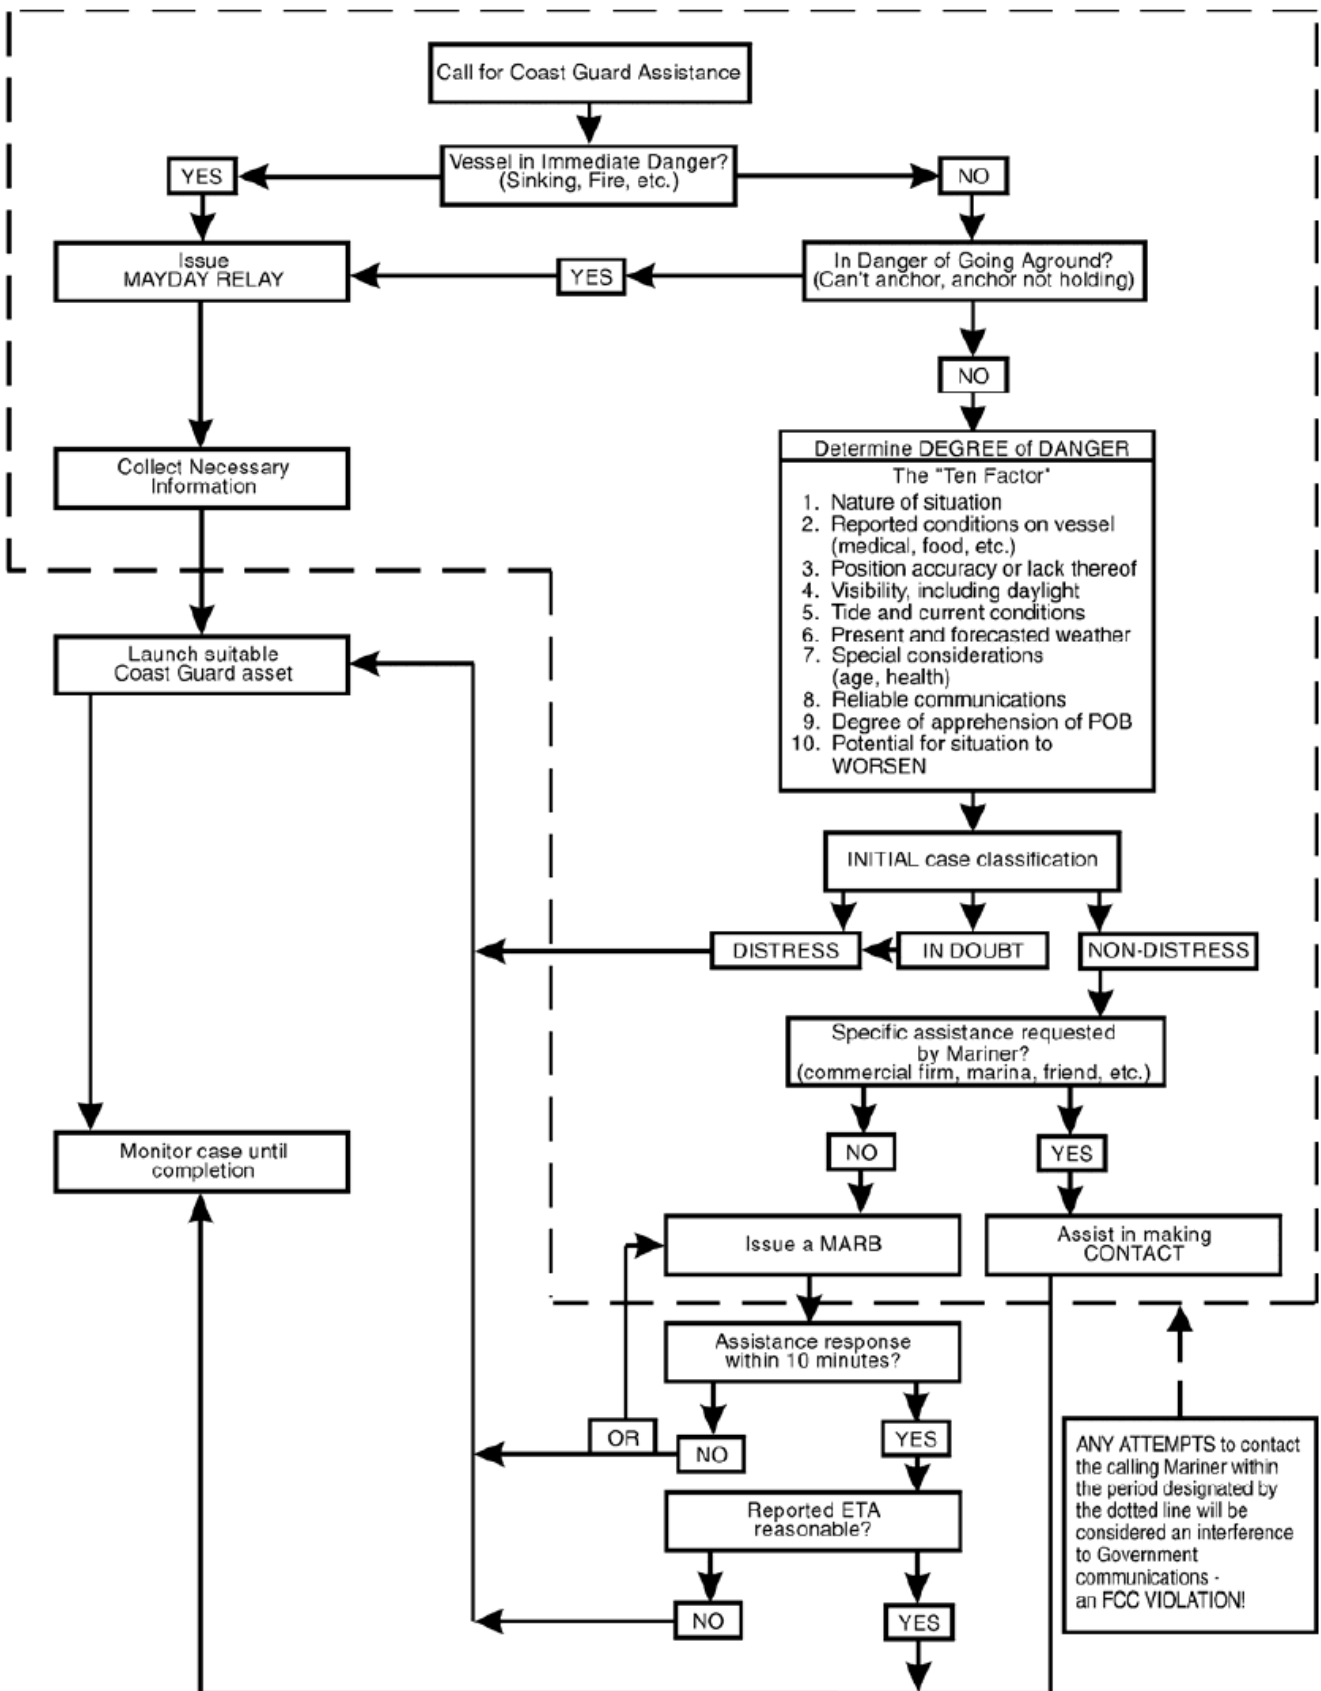 Call for Coast Guard Assistance
Vessel in Immediate Danger?
(Sinking, Fire, etc.)
YES
NO
Issue
MAYDAY RELAY
YES
In Danger of Going Aground?
(Can't anchor, anchor not holding)
NO
Collect Necessary
Information
Determine DEGREE of DANGER
The "Ten Factor"
1. Nature of situation
2. Reported conditions on vessel
(medical, food, etc.)
3. Position accuracy or lack thereof
4. Visibility, including daylight
5. Tide and current conditions
6. Present and forecasted weather
7. Special considerations
(age, health)
8. Reliable communications
9. Degree of apprehension of POB
10. Potential for situation to
WORSEN
Launch suitable
Coast Guard asset
INITIAL case classification
DISTRESS
IN DOUBT
NON-DISTRESS
Specific assistance requested
by Mariner?
(commercial firm, marina, friend, etc.)
NO
YES
Monitor case until
completion
Issue a MARB
Assist in making
CONTACT
Assistance response
within 10 minutes?
OR
NO
YES
Reported ETA
reasonable?
NO
YES
ANY ATTEMPTS to contact
the calling Mariner within
the period designated by
the dotted line will be
considered an interference
to Government
communications -
an FCC VIOLATION!